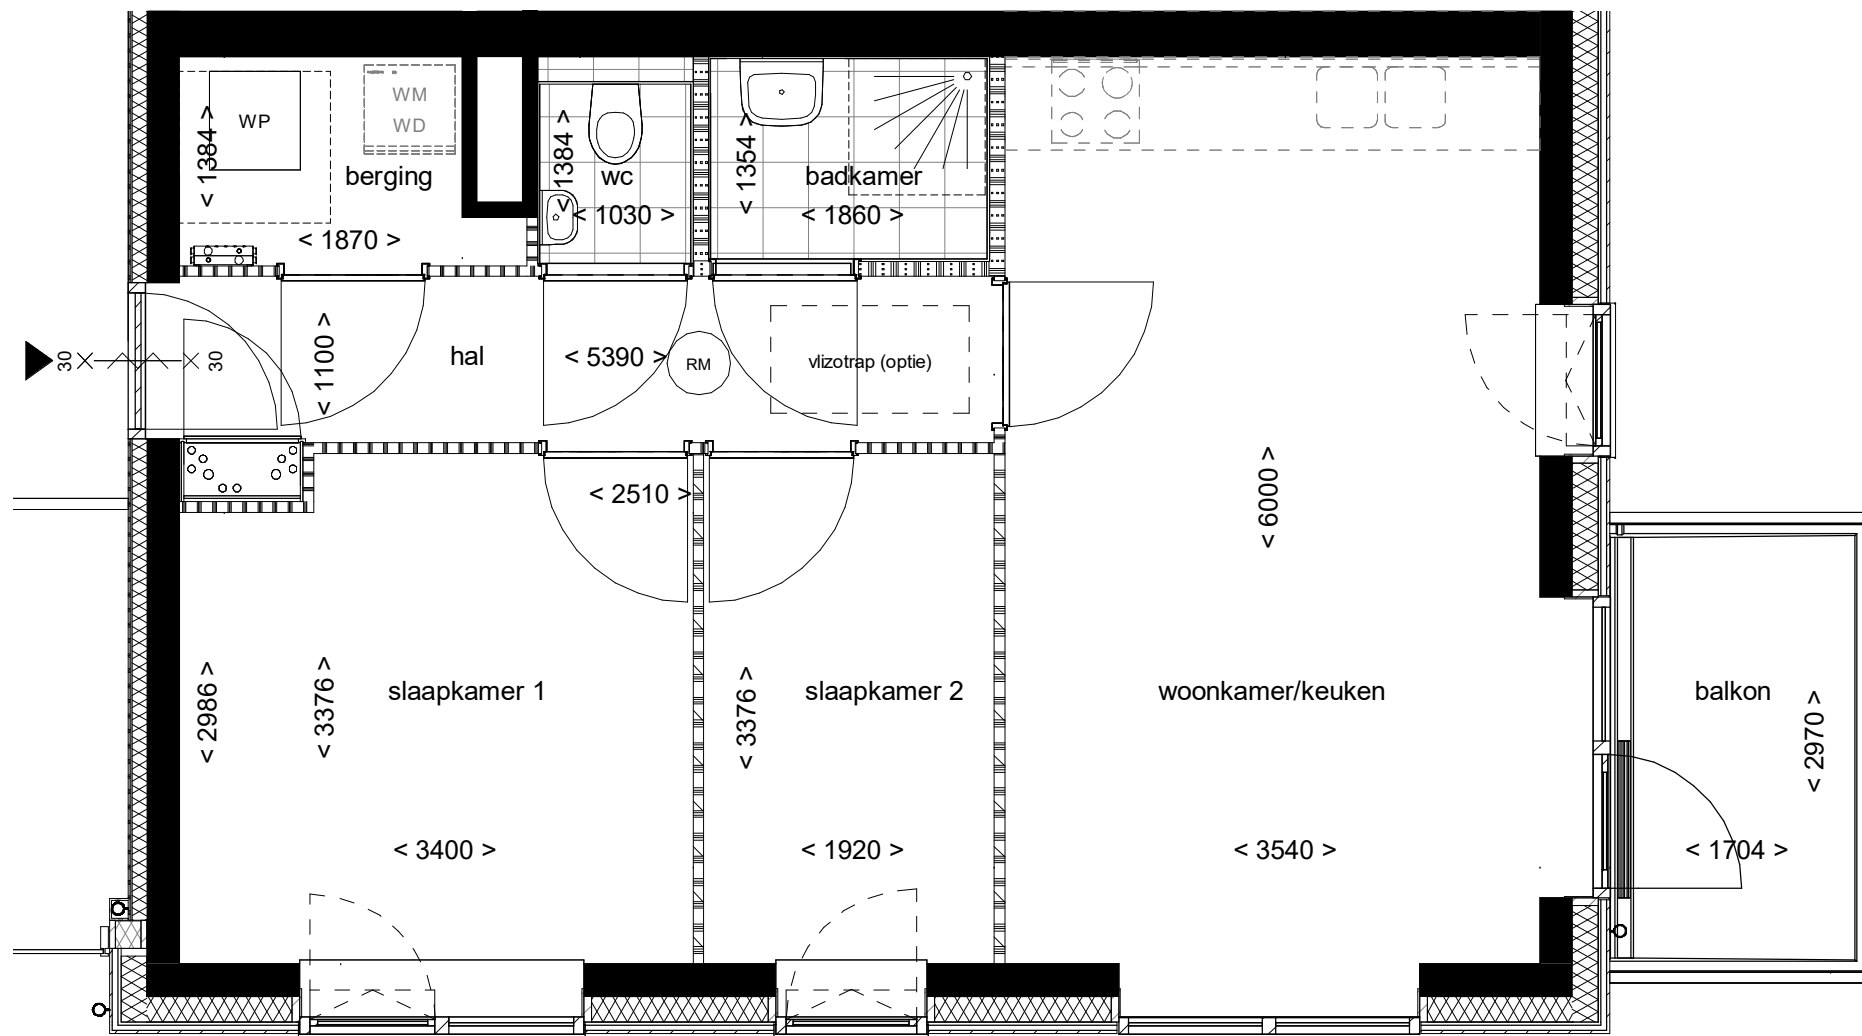 WP
WM
WD
< 1384 >
berging
< 1870 >
< 1384 >
wc
< 1030 >
< 1354 >
badkamer
< 1860 >
30
30
< 1100 >
hal
< 5390 >
RM
vlizotrap (optie)
< 2510 >
< 6000 >
< 2986 >
< 3376 >
slaapkamer 1
< 3376 >
slaapkamer 2
woonkamer/keuken
balkon
< 2970 >
< 3400 >
< 1920 >
< 3540 >
< 1704 >